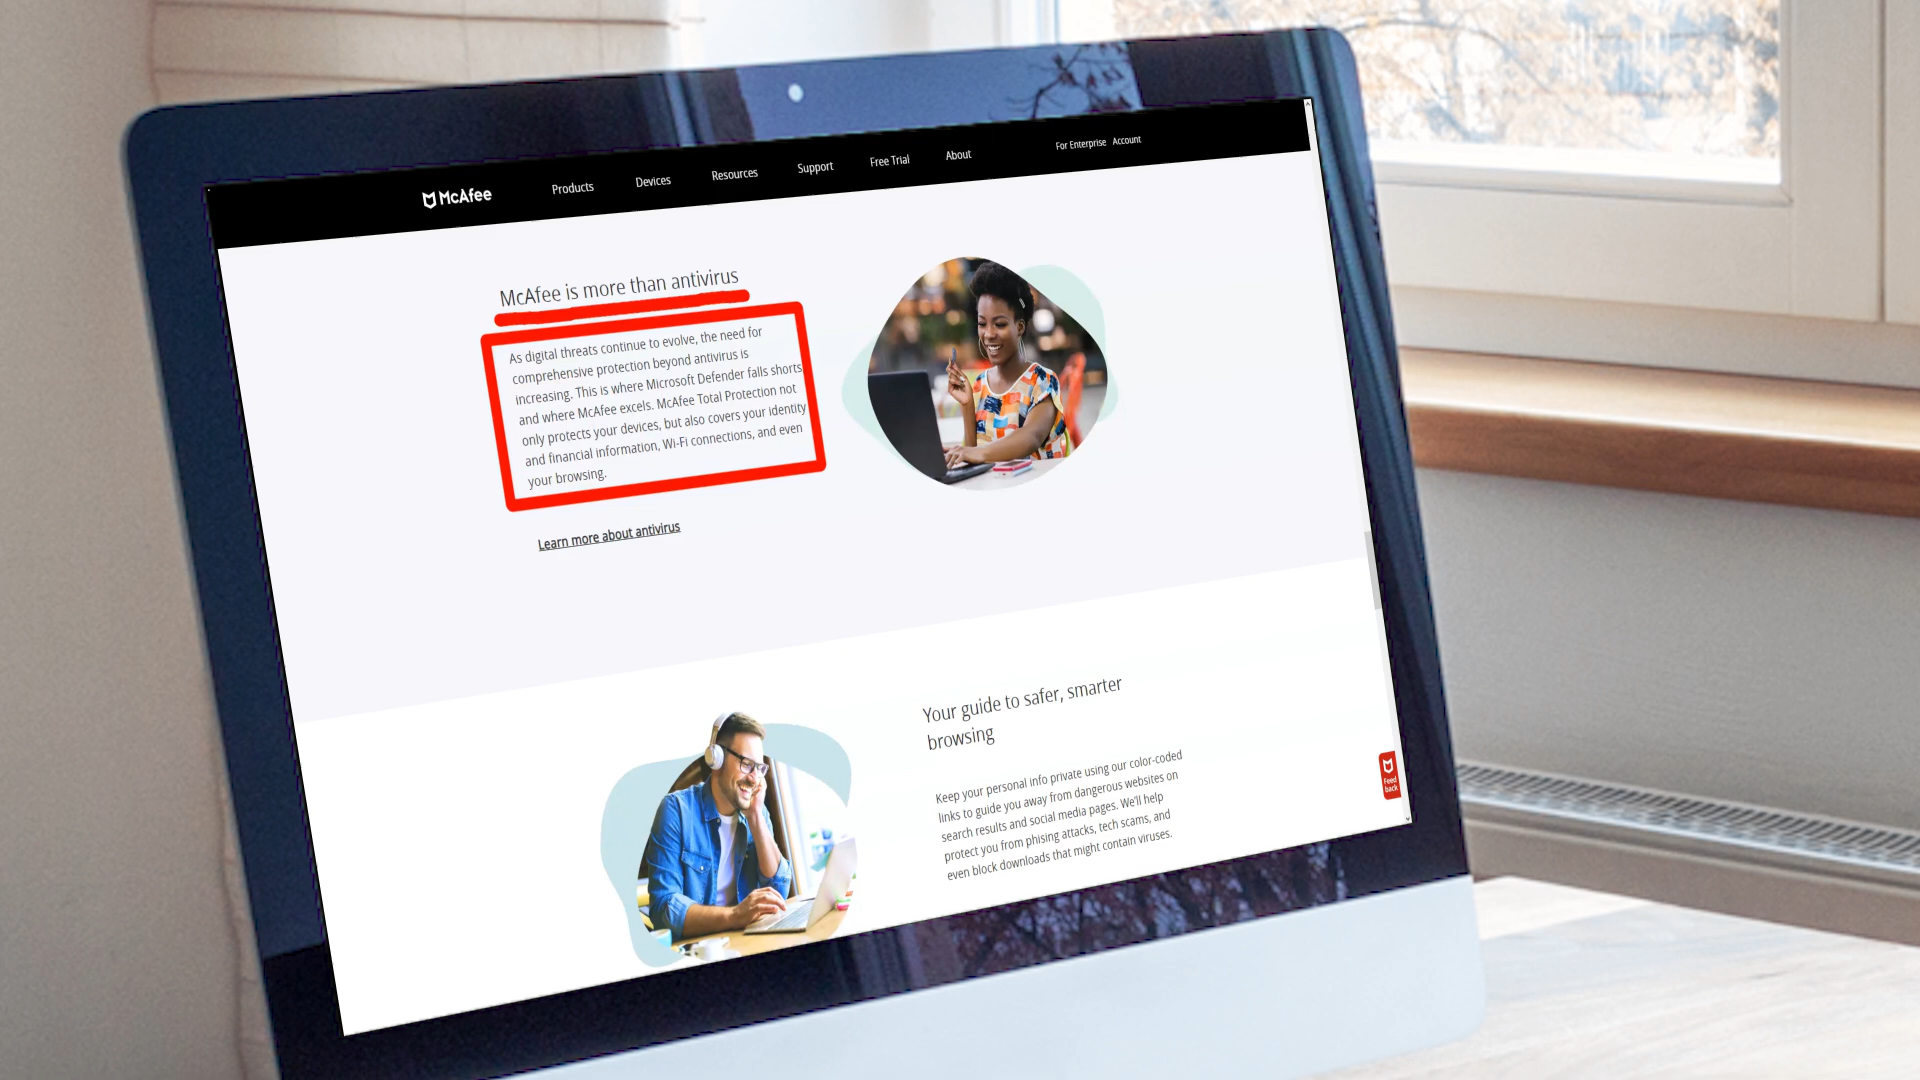 McAfee
Products
Devices
Resources
Support
Free Trial
About
For Enterprise
Account
McAfee is more than antivirus
As digital threats continue to evolve, the need for
comprehensive protection beyond antivirus is
increasing. This is where Microsoft Defender falls shorts
and where McAfee excels. McAfee Total Protection not
only protects your devices, but also covers your identity
and financial information, Wi-Fi connections, and even
your browsing.
Learn more about antivirus
Your guide to safer, smarter
browsing
Keep your personal info private using our color-coded
links to guide you away from dangerous websites on
search results and social media pages. We'll help
protect you from phising attacks, tech scams, and
even block downloads that might contain viruses.
Feed
back